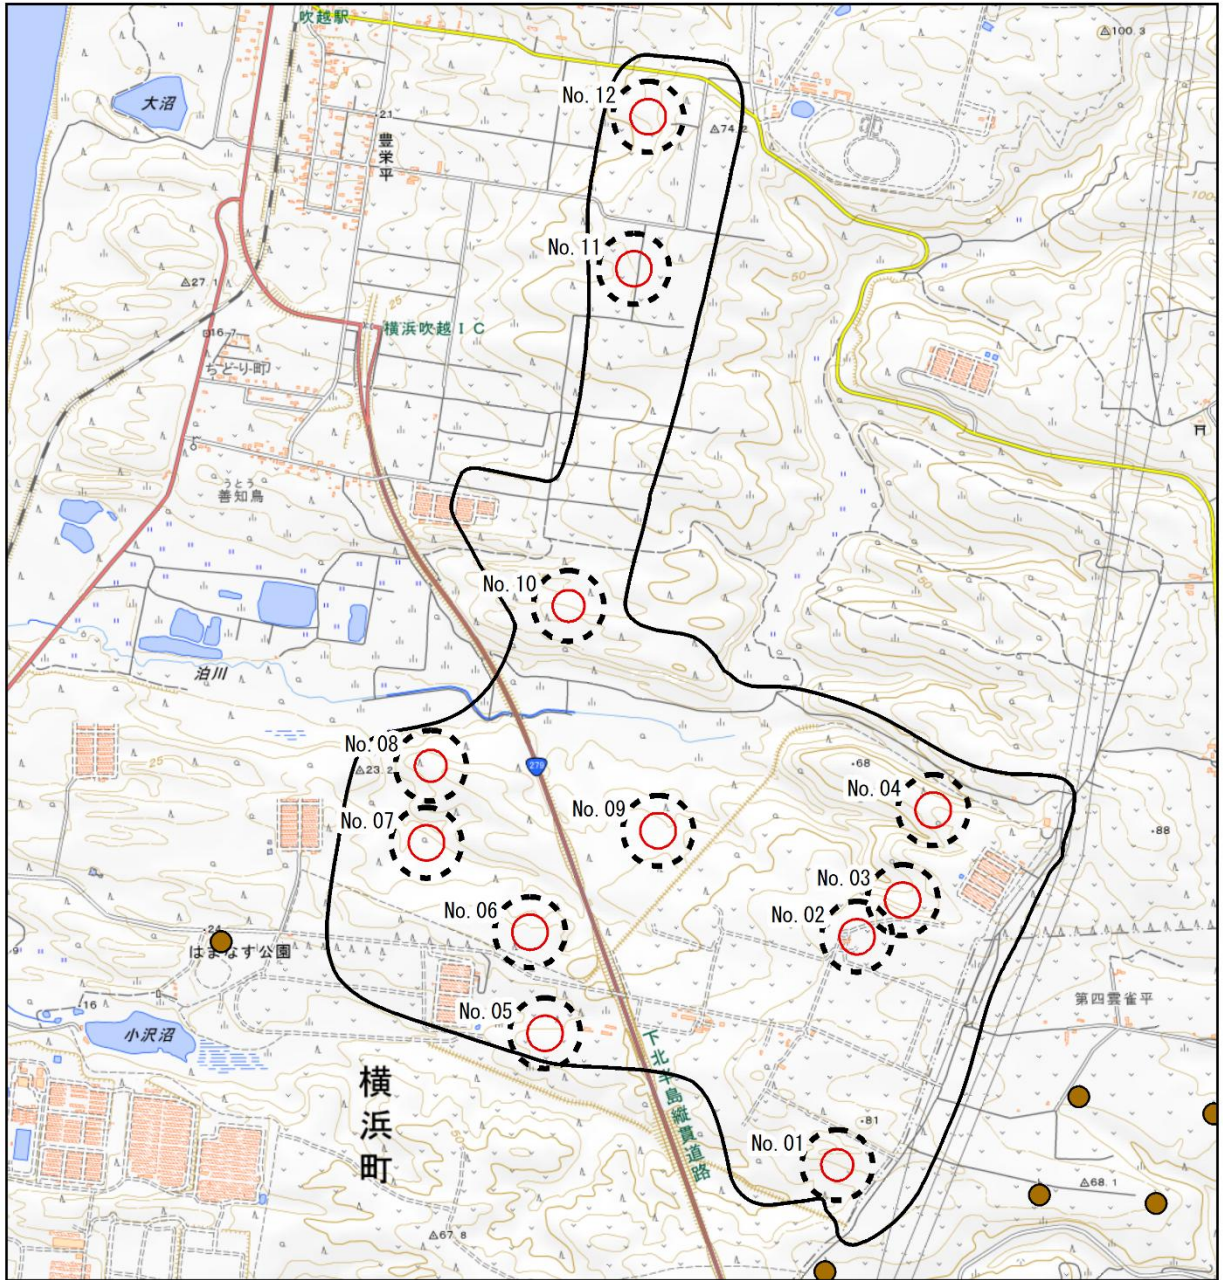 吹越駅
100.3
No. 12
大沼
21
豊栄平
74.2
No. 11
50
27.1
25
横浜吹越IC
16.7
ちどり町
うとう
善知鳥
50
No. 10
泊川
No. 08
23.2
279
68
No. 04
No. 07
No. 09
88
No. 03
No. 06
No. 02
はまなす公園
16
第四雲雀平
No. 05
小沢沼
下北半島縦貫道路
横浜町
81
No. 01
68.1
67.8